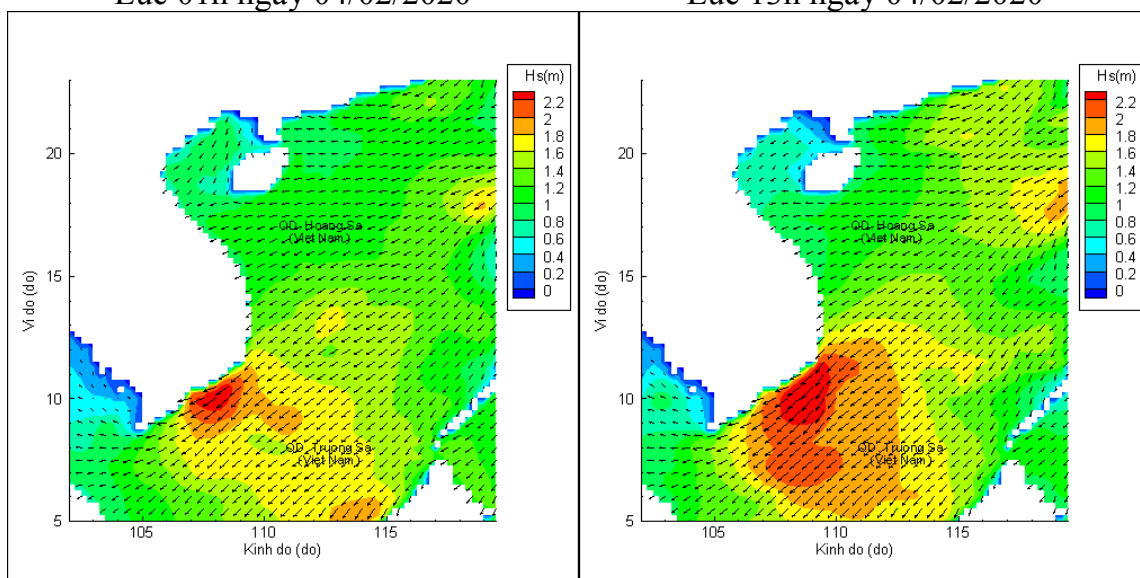 Lúc 01h ngày 04/02/2020
Hs(m)
2.2
2
1.8
1.6
1.4
1.2
1
0.8
0.6
0.4
0.2
0
Vi do (do)
20
15
10
5
QD. Hoang Sa
(Viet Nam)
QD. Truong Sa
(Viet Nam)
105
110
115
Kinh do (do)
Lúc 13h ngày 04/02/2020
Hs(m)
2.2
2
1.8
1.6
1.4
1.2
1
0.8
0.6
0.4
0.2
0
Vi do (do)
20
15
10
5
QD. Hoang Sa
(Viet Nam)
QD. Truong Sa
(Viet Nam)
105
110
115
Kinh do (do)